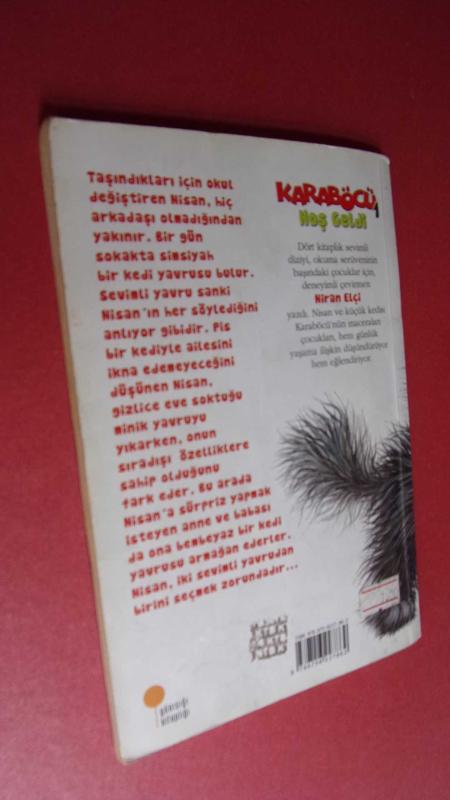 Taşındıkları için okul
değiştiren Nisan, hiç
arkadaşı olmadığından
yakınır. Bir gün
sokakta simsiyah
bir kedi yavrusu bulur.
Sevimli yavru sanki
Nisan'ın her söylediğini
anlıyor gibidir. Pis
bir kediyle ailesini
ikna edemeyeceğini
düşünen Nisan,
gizlice eve soktuğu
minik yavruyu
yıkarken, onun
sıradışı özelliklere
sahip olduğunu
fark eder. Bu arada
Nisan'a sürpriz yapmak
isteyen anne ve babası
da ona bembeyaz bir kedi
yavrusu armağan ederler.
Nisan, iki sevimli yavrudan
birini seçmek zorundadır...
KARABÖCÜ 1
Hoş Geldi
Dört kitaplık sevimli
diziyi, okuma serüveninin
başındaki çocuklar için,
deneyimli çevirmen
Niran Elçi
yazdı. Nisan ve küçük kedisi
Karaböcü'nün maceraları
çocukları, hem günlük
yaşama ilişkin düşündürüyor
hem eğlendiriyor.
günışığı
kitaplığı